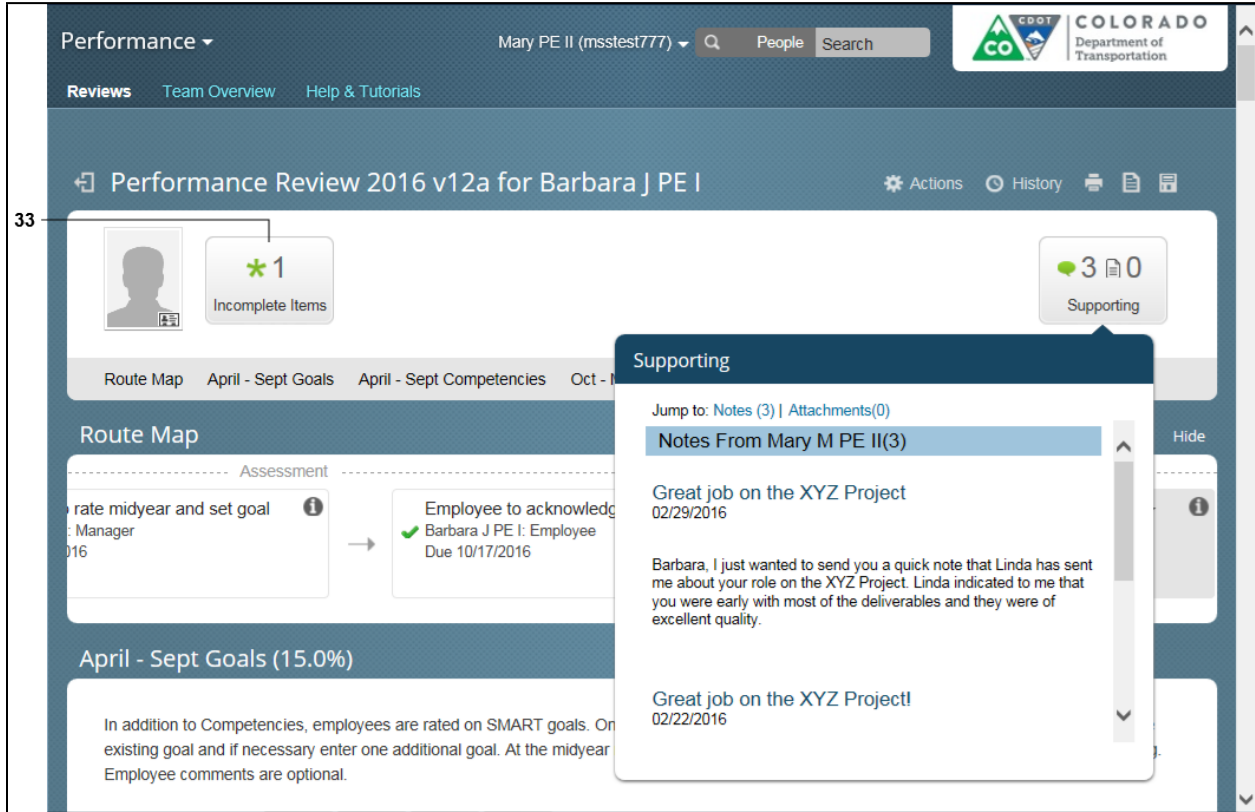 Performance
Mary PE II (msstest777)
People
Search
CDOT
CO
COLORADO
Department of
Transportation
Reviews
Team Overview
Help & Tutorials
Performance Review 2016 v12a for Barbara J PE I
Actions
History
33
1
Incomplete Items
3
0
Supporting
Route Map
April - Sept Goals
April - Sept Competencies
Oct -
Supporting
Jump to: Notes (3) | Attachments(0)
Notes From Mary M PE II(3)
Great job on the XYZ Project
02/29/2016
Barbara, I just wanted to send you a quick note that Linda has sent
me about your role on the XYZ Project. Linda indicated to me that
you were early with most of the deliverables and they were of
excellent quality.
Great job on the XYZ Project!
02/22/2016
Route Map
Hide
Assessment
rate midyear and set goal
: Manager
016
Employee to acknowledg
Barbara J PE I: Employee
Due 10/17/2016
April - Sept Goals (15.0%)
In addition to Competencies, employees are rated on SMART goals. On
existing goal and if necessary enter one additional goal. At the midyear
Employee comments are optional.